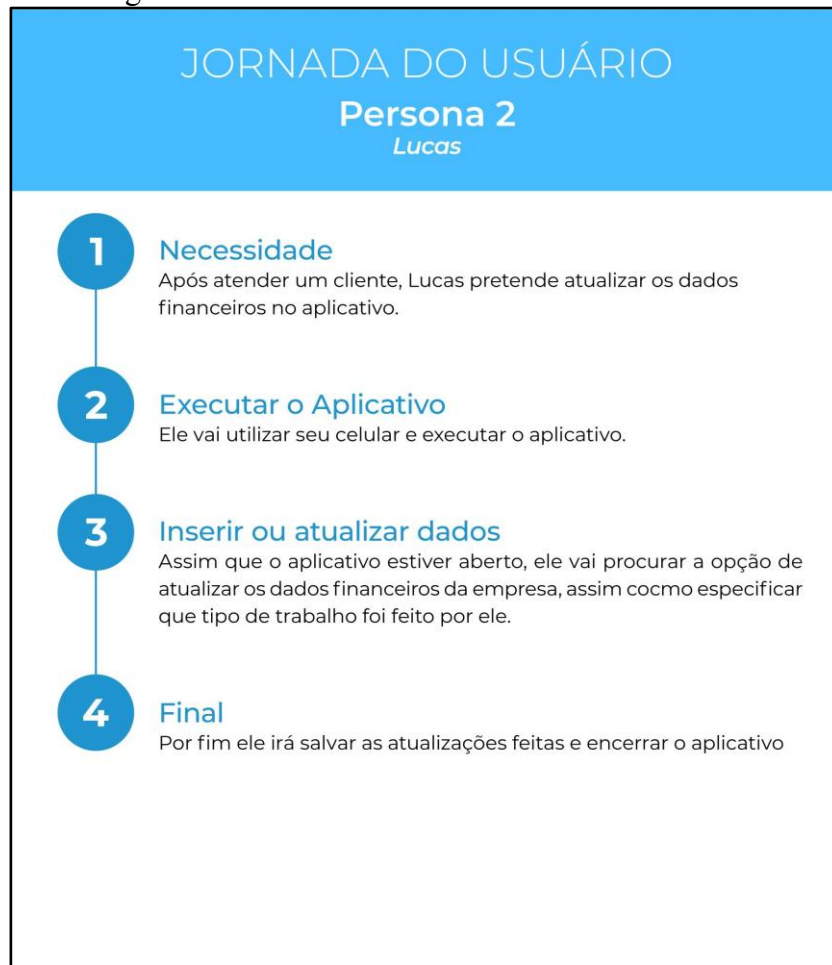 JORNADA DO USUÁRIO
Persona 2
Lucas
1
Necessidade
Após atender um cliente, Lucas pretende atualizar os dados
financeiros no aplicativo.
2
Executar o Aplicativo
Ele vai utilizar seu celular e executar o aplicativo.
3
Inserir ou atualizar dados
Assim que o aplicativo estiver aberto, ele vai procurar a opção de
atualizar os dados financeiros da empresa, assim cocmo especificar
que tipo de trabalho foi feito por ele.
4
Final
Por fim ele irá salvar as atualizações feitas e encerrar o aplicativo